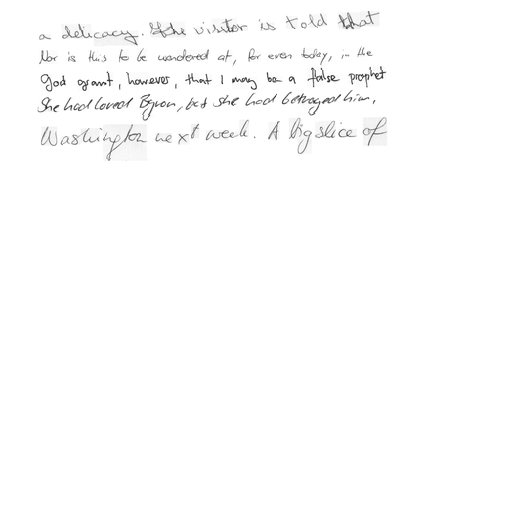 a delicacy. If the visitor is told that
Nor is this to be wondered at, for even today, in the
God grant, however, that I may be a false prophet
She had loved Byron, but she had betrayed him,
Washington next week. A big slice of